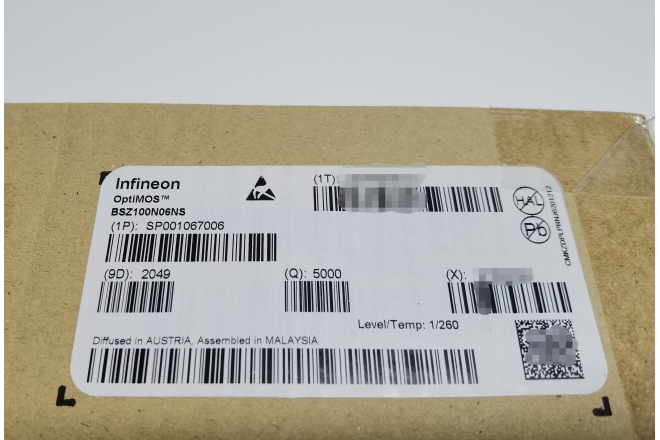 Infineon
OptiMOS™
BSZ100N06NS
(1P): SP001067006
(1T):
HAL
Pb
(9D): 2049
(Q): 5000
(X):
Level/Temp: 1/260
Diffused in AUSTRIA, Assembled in MALAYSIA